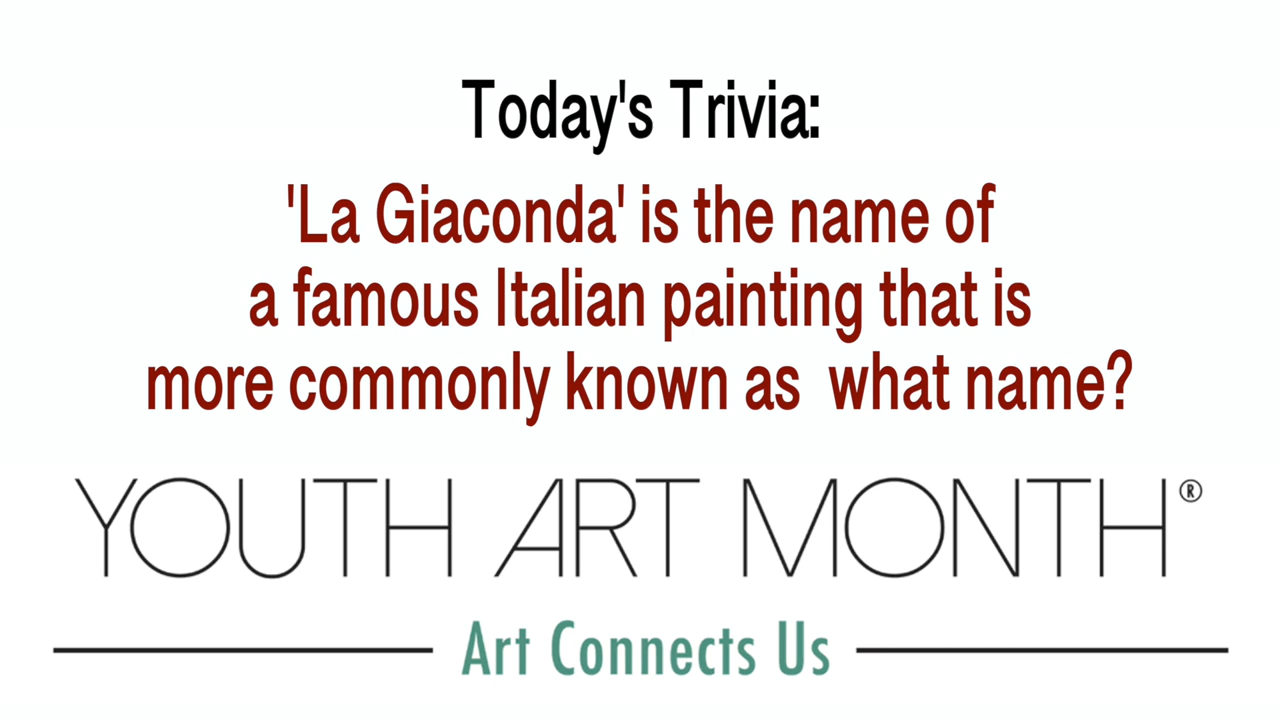 Today's Trivia:
'La Giaconda' is the name of
a famous Italian painting that is
more commonly known as  what name?
YOUTH ART MONTH®
Art Connects Us